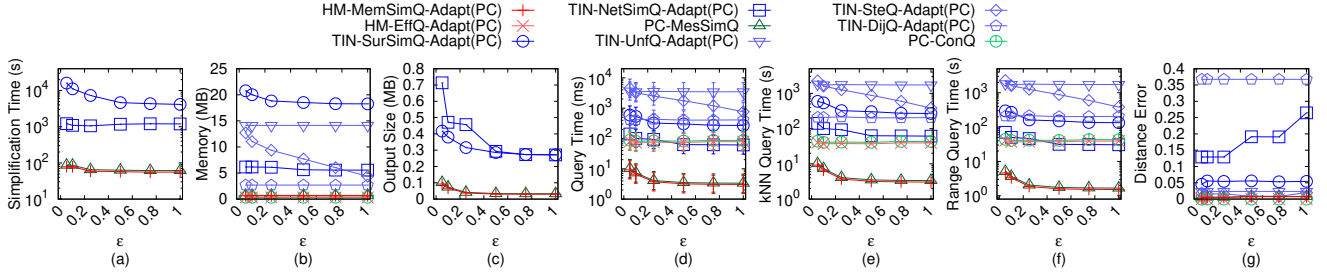 HM-MemSimQ-Adapt(PC)
HM-EffQ-Adapt(PC)
TIN-SurSimQ-Adapt(PC)
TIN-NetSimQ-Adapt(PC)
PC-MesSimQ
TIN-UnfQ-Adapt(PC)
TIN-SteQ-Adapt(PC)
TIN-DijQ-Adapt(PC)
PC-ConQ
Simplification Time (s)
10^4
10^3
10^2
10^1
0 0.2 0.4 0.6 0.8 1
ε
(a)
Memory (MB)
25
20
15
10
5
0
0 0.2 0.4 0.6 0.8 1
ε
(b)
Output Size (MB)
0.8
0.7
0.6
0.5
0.4
0.3
0.2
0.1
0
0 0.2 0.4 0.6 0.8 1
ε
(c)
Query Time (ms)
10^4
10^3
10^2
10^1
10^0
0 0.2 0.4 0.6 0.8 1
ε
(d)
kNN Query Time (s)
10^3
10^2
10^1
10^0
0 0.2 0.4 0.6 0.8 1
ε
(e)
Range Query Time (s)
10^3
10^2
10^1
10^0
0 0.2 0.4 0.6 0.8 1
ε
(f)
Distance Error
0.4
0.35
0.3
0.25
0.2
0.15
0.1
0.05
0
0 0.2 0.4 0.6 0.8 1
ε
(g)